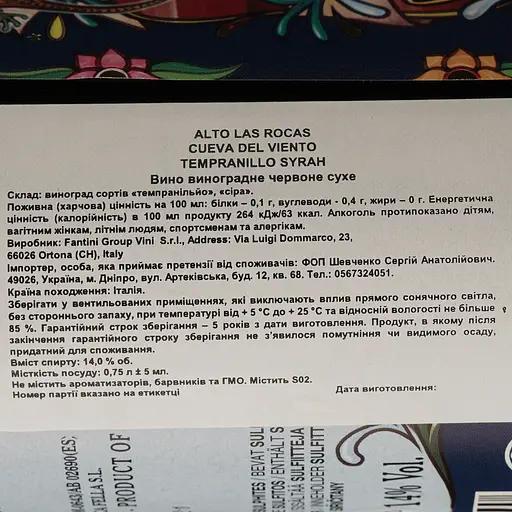 ALTO LAS ROCAS
CUEVA DEL VIENTO
TEMPRANILLO SYRAH
Вино виноградне червоне сухе
Склад: виноград сортів «темпранільйо», «сіра».
Поживна (харчова) цінність на 100 мл: білки – 0,1 г, вуглеводи - 0,4 г, жири – 0 г. Енергетична
цінність (калорійність) в 100 мл продукту 264 кДж/63 ккал. Алкоголь протипоказано дітям,
вагітним жінкам, літнім людям, спортсменам та алергікам.
Виробник: Fantini Group Vini S.r.l., Address: Via Luigi Dommarco, 23,
66026 Ortona (CH), Italy
Імпортер, особа, яка приймає претензії від споживачів: ФОП Шевченко Сергій Анатолійович.
49026, Україна, м. Дніпро, вул. Артеківська, буд. 12, кв. 68. Тел.: 0567324051.
Країна походження: Італія.
Зберігати у вентильованих приміщеннях, які виключають вплив прямого сонячного світла,
без стороннього запаху, при температурі від + 5 °C до + 25 °C та відносній вологості не більше
85 %. Гарантійний строк зберігання – 5 років з дати виготовлення. Продукт, в якому після
закінчення гарантійного строку зберігання не з’явилося помутніння чи видимого осаду,
придатний для споживання.
Вміст спирту: 14,0 % об.
Місткість посуду: 0,75 л ± 5 мл.
Не містить ароматизаторів, барвників та ГМО. Містить S02.
Номер партії вказано на етикетці
Дата виготовлення:
PRODUCT OF
14% Vol.